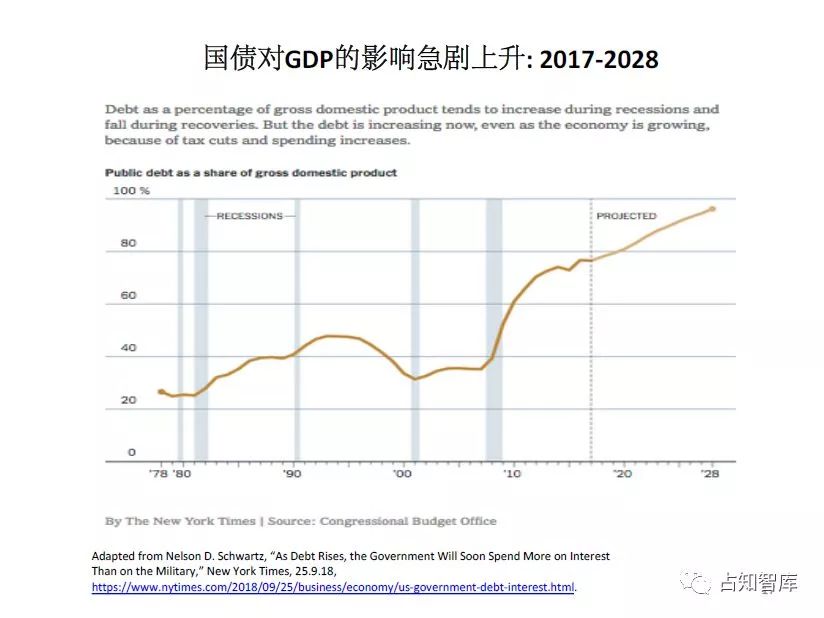 国债对GDP的影响急剧上升: 2017-2028
Debt as a percentage of gross domestic product tends to increase during recessions and
fall during recoveries. But the debt is increasing now, even as the economy is growing,
because of tax cuts and spending increases.
Public debt as a share of gross domestic product
100 %
RECESSIONS
PROJECTED
80
60
40
20
0
'78 '80 '90 '00 '10 '20 '28
By The New York Times | Source: Congressional Budget Office
Adapted from Nelson D. Schwartz, “As Debt Rises, the Government Will Soon Spend More on Interest
Than on the Military,” New York Times, 25.9.18,
https://www.nytimes.com/2018/09/25/business/economy/us-government-debt-interest.html.
占知智库